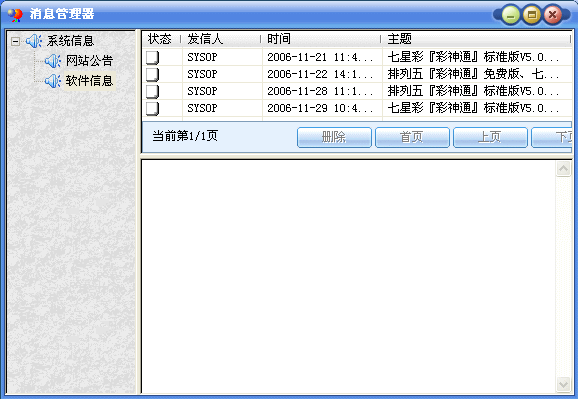 消息管理器
系统信息
网站公告
软件信息
状态 发信人 时间 主题
SYSOP 2006-11-21 11:4... 七星彩『彩神通』标准版V5.0...
SYSOP 2006-11-22 14:1... 排列五『彩神通』免费版、七...
SYSOP 2006-11-28 11:1... 排列五『彩神通』标准版V5.0...
SYSOP 2006-11-29 10:4... 七星彩『彩神通』标准版V5.0...
当前第1/1页 删除 首页 上页 下页